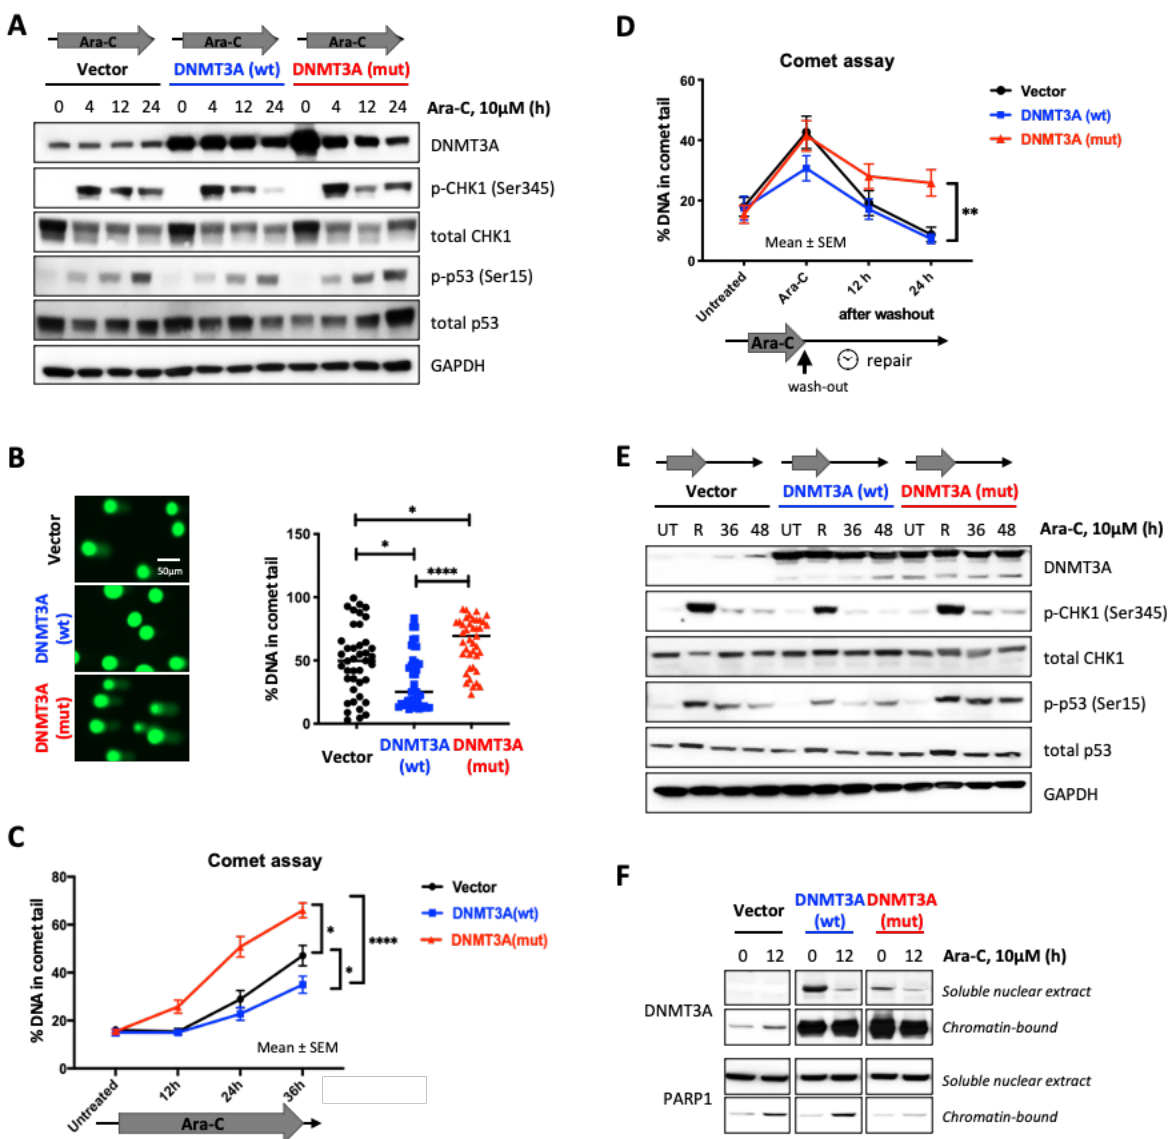 A
Ara-C Ara-C Ara-C
Vector DNMT3A (wt) DNMT3A (mut)
0 4 12 24 0 4 12 24 0 4 12 24 Ara-C, 10μM (h)
DNMT3A
p-CHK1 (Ser345)
total CHK1
p-p53 (Ser15)
total p53
GAPDH
B
Vector
50μm
DNMT3A
(wt)
DNMT3A
(mut)
% DNA in comet tail
150
100
50
0
*
*
****
Vector DNMT3A DNMT3A
(wt) (mut)
C
Comet assay
% DNA in comet tail
80
60
40
20
0
Vector
DNMT3A(wt)
DNMT3A(mut)
*
*
****
Mean ± SEM
Untreated 12h 24h 36h
Ara-C
D
Comet assay
% DNA in comet tail
60
40
20
0
Vector
DNMT3A (wt)
DNMT3A (mut)
**
Mean ± SEM
Untreated Ara-C 12 h 24 h
after washout
Ara-C
repair
wash-out
E
Vector DNMT3A (wt) DNMT3A (mut)
UT R 36 48 UT R 36 48 UT R 36 48 Ara-C, 10μM (h)
DNMT3A
p-CHK1 (Ser345)
total CHK1
p-p53 (Ser15)
total p53
GAPDH
F
Vector DNMT3A (wt) DNMT3A (mut)
0 12 0 12 0 12 Ara-C, 10μM (h)
DNMT3A
Soluble nuclear extract
Chromatin-bound
PARP1
Soluble nuclear extract
Chromatin-bound